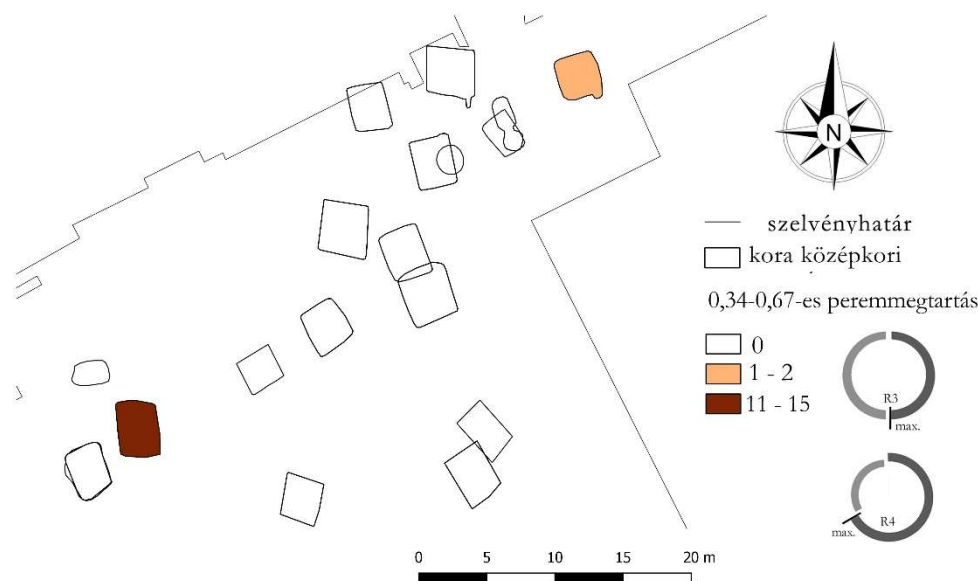 N
szelvényhatár
kora középkori
0,34-0,67-es peremmegtartás
0
1 - 2
11 - 15
R3
max.
R4
max.
0 5 10 15 20 m